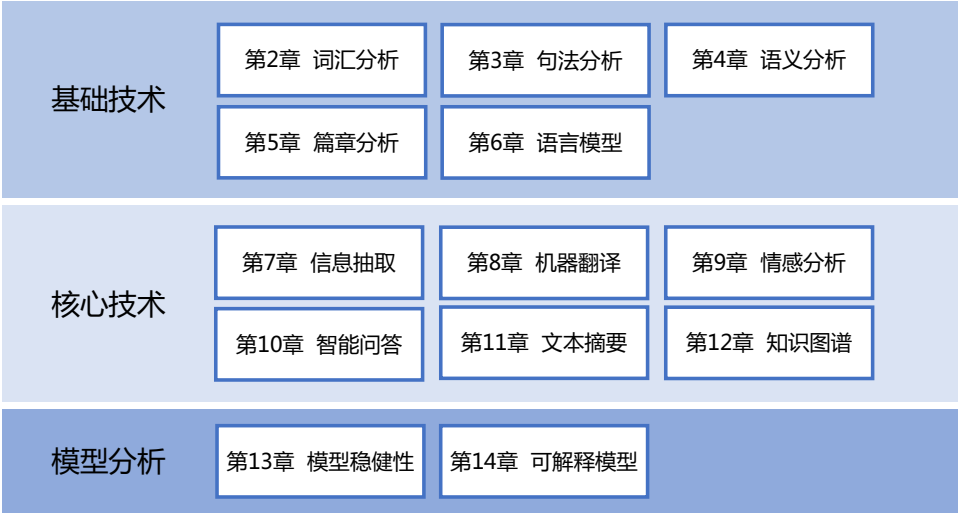 基础技术
第2章 词汇分析
第3章 句法分析
第4章 语义分析
第5章 篇章分析
第6章 语言模型
核心技术
第7章 信息抽取
第8章 机器翻译
第9章 情感分析
第10章 智能问答
第11章 文本摘要
第12章 知识图谱
模型分析
第13章 模型稳健性
第14章 可解释模型